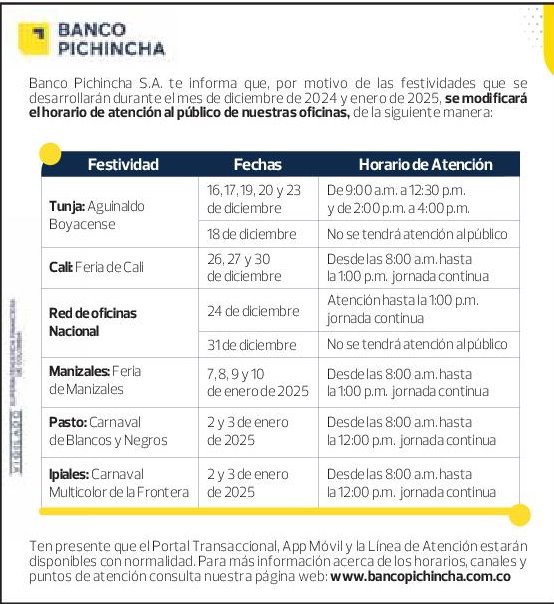 BANCO
PICHINCHA
Banco Pichincha S.A. te informa que, por motivo de las festividades que se
desarrollarán durante el mes de diciembre de 2024 y enero de 2025, se modificará
el horario de atención al público de nuestras oficinas, de la siguiente manera:
Festividad Fechas Horario de Atención
Tunja: Aguinaldo
Boyacense
16, 17, 19, 20 y 23
de diciembre
De 9:00 a.m. a 12:30 p.m.
y de 2:00 p.m. a 4:00 p.m.
18 de diciembre
No se tendrá atención al público
Cali: Feria de Cali
26, 27 y 30
de diciembre
Desde las 8:00 a.m. hasta
la 1:00 p.m. jornada continua
Red de oficinas
Nacional
24 de diciembre
Atención hasta la 1:00 p.m.
jornada continua
31 de diciembre
No se tendrá atención al público
Manizales: Feria
de Manizales
7, 8, 9 y 10
de enero de 2025
Desde las 8:00 a.m. hasta
la 1:00 p.m. jornada continua
Pasto: Carnaval
de Blancos y Negros
2 y 3 de enero
de 2025
Desde las 8:00 a.m. hasta
la 12:00 p.m. jornada continua
Ipiales: Carnaval
Multicolor de la Frontera
2 y 3 de enero
de 2025
Desde las 8:00 a.m. hasta
la 12:00 p.m. jornada continua
Ten presente que el Portal Transaccional, App Móvil y la Línea de Atención estarán
disponibles con normalidad. Para más información acerca de los horarios, canales y
puntos de atención consulta nuestra página web: www.bancopichincha.com.co
VIGILADO
SUPERINTENDENCIA FINANCIERA
DE COLOMBIA